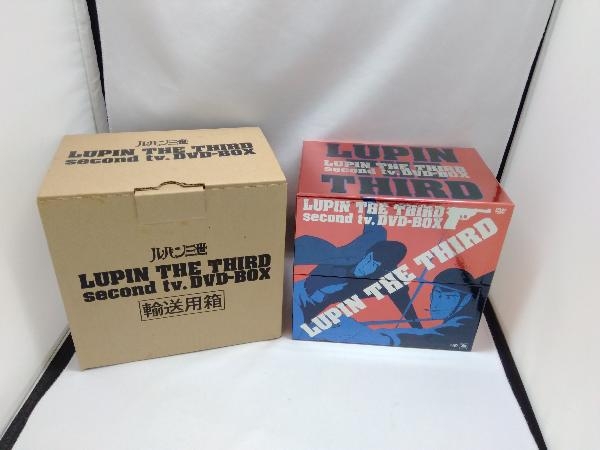 ルパン三世
LUPIN THE THIRD
second tv. DVD-BOX
ルパン三世
LUPIN THE THIRD
second tv. DVD-BOX
輸送用箱
LUPIN
LUPIN THE THIRD
second tv. DVD-BOX
THIRD
LUPIN THE THIRD
second tv. DVD-BOX
LUPIN THE THIRD